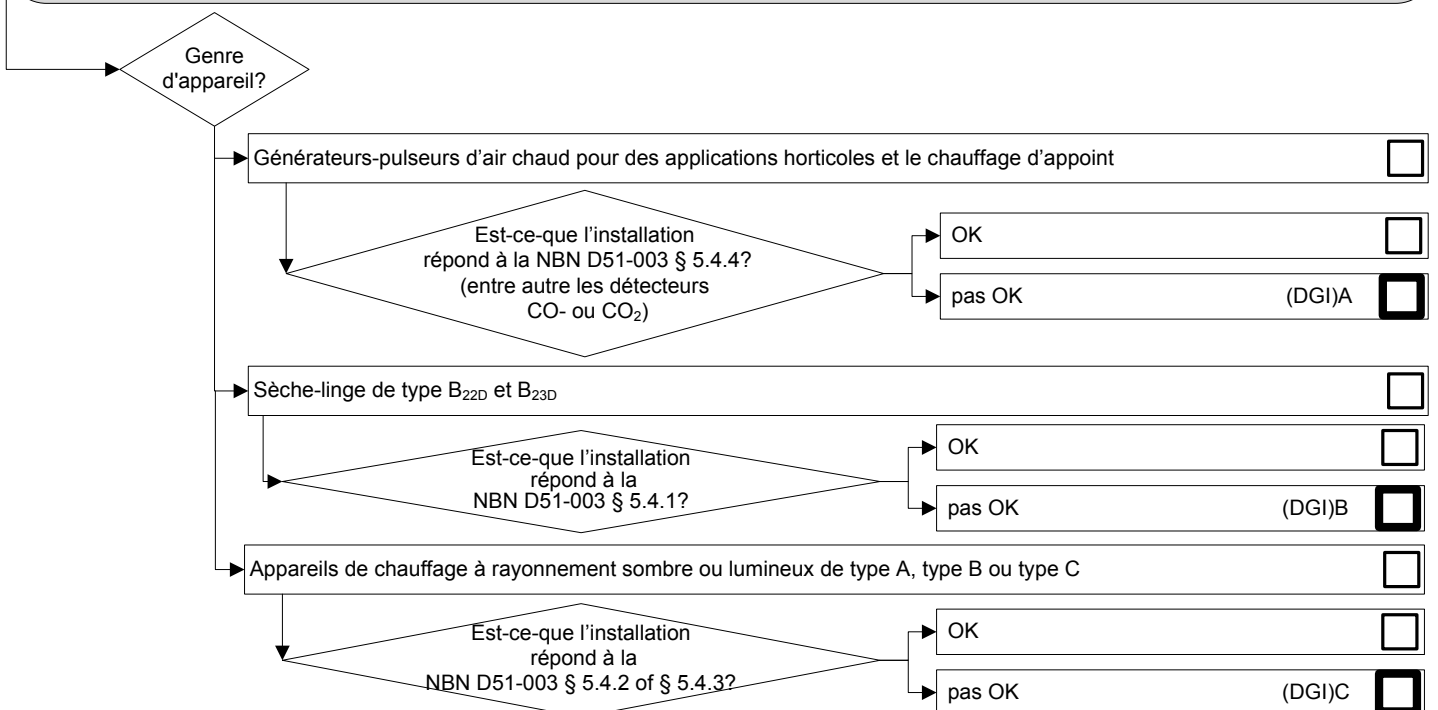 Genre
d'appareil?
Générateurs-pulseurs d’air chaud pour des applications horticoles et le chauffage d’appoint
Est-ce-que l’installation
répond à la NBN D51-003 § 5.4.4?
(entre autre les détecteurs
CO- ou CO₂)
OK
pas OK (DGI)A
Sèche-linge de type B₂₂D et B₂₃D
Est-ce-que l’installation
répond à la
NBN D51-003 § 5.4.1?
OK
pas OK (DGI)B
Appareils de chauffage à rayonnement sombre ou lumineux de type A, type B ou type C
Est-ce-que l’installation
répond à la
NBN D51-003 § 5.4.2 of § 5.4.3?
OK
pas OK (DGI)C